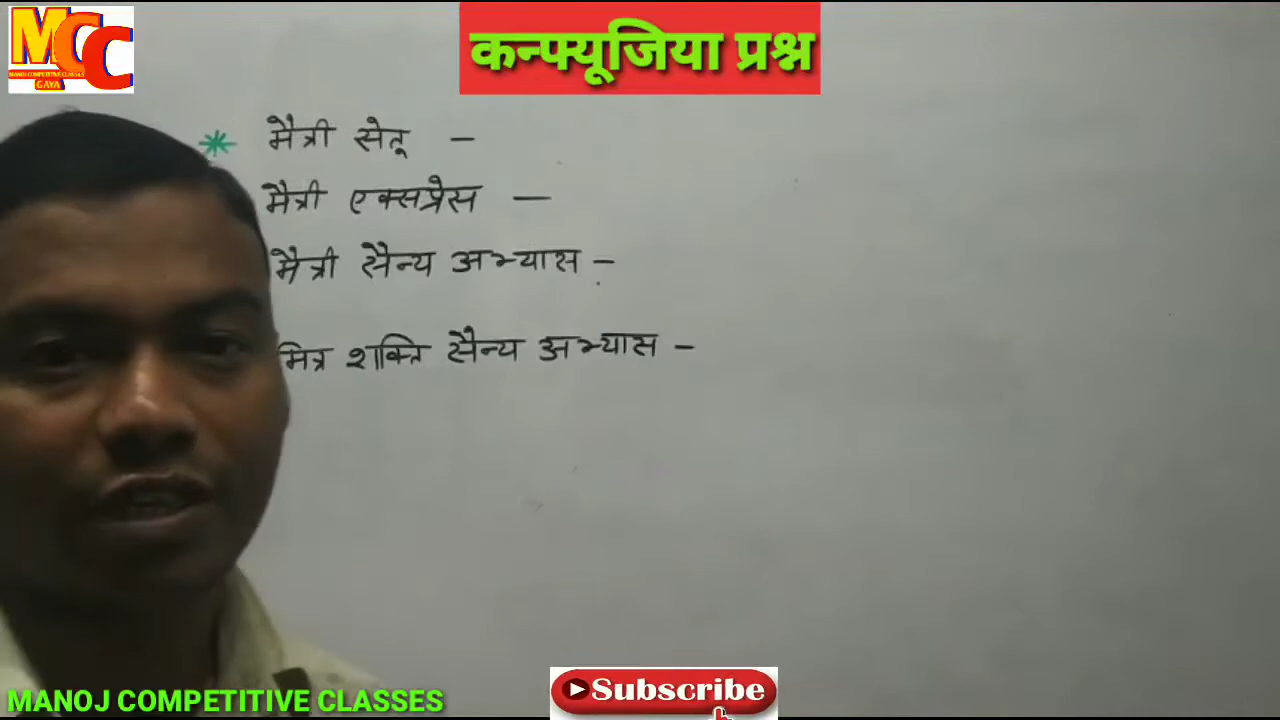 MCC
MANOJ COMPETITIVE CLASSES
GAYA
कन्फ्यूजिया प्रश्न
* मैत्री सेतू -
मैत्री एक्सप्रेस -
मैत्री सैन्य अभ्यास -
मित्र शक्ति सैन्य अभ्यास -
Subscribe
MANOJ COMPETITIVE CLASSES